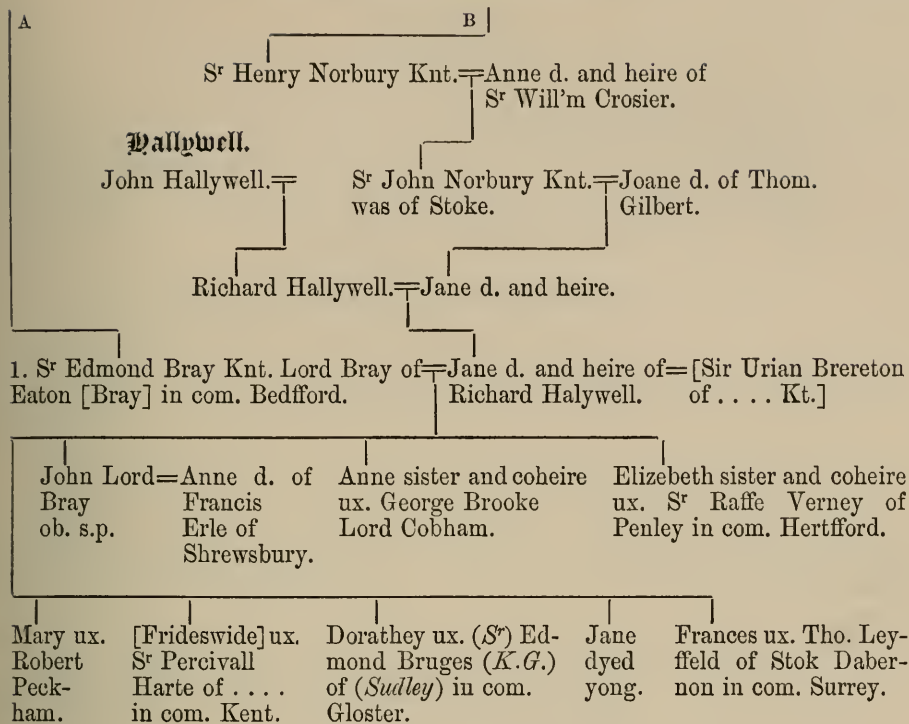 A
B
Sʳ Henry Norbury Knt.=Anne d. and heire of
Sʳ Will'm Crosier.
Hallywell.
John Hallywell.=
Sʳ John Norbury Knt.=Joane d. of Thom.
was of Stoke.
Gilbert.
Richard Hallywell.=Jane d. and heire.
1. Sʳ Edmond Bray Knt. Lord Bray of=Jane d. and heire of=[Sir Urian Brereton
Eaton [Bray] in com. Bedfford.
Richard Halywell.
of . . . . Kt.]
John Lord=Anne d. of
Bray
Francis
ob. s.p.
Erle of
Shrewsbury.
Anne sister and coheire
ux. George Brooke
Lord Cobham.
Elizebeth sister and coheire
ux. Sʳ Raffe Verney of
Penley in com. Hertfford.
Mary ux.
Robert
Peck-
ham.
[Frideswide] ux.
Sʳ Percivall
Harte of . . . .
in com. Kent.
Dorathey ux. (Sʳ) Ed-
mond Bruges (K.G.)
of (Sudley) in com.
Gloster.
Jane
dyed
yong.
Frances ux. Tho. Ley-
ffeld of Stok Daber-
non in com. Surrey.